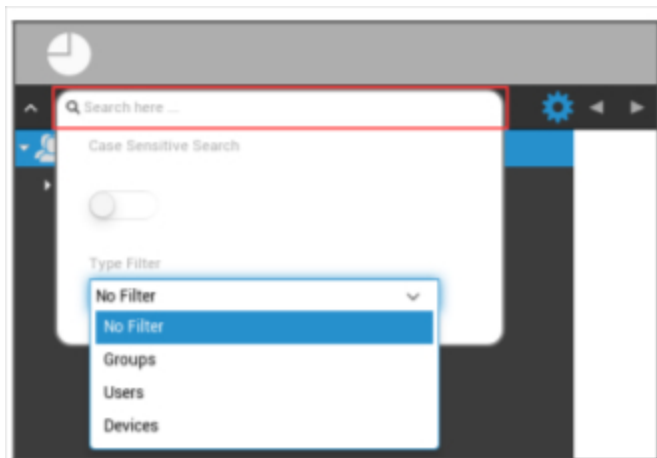 Search here ...
Case Sensitive Search
Type Filter
No Filter
No Filter
Groups
Users
Devices